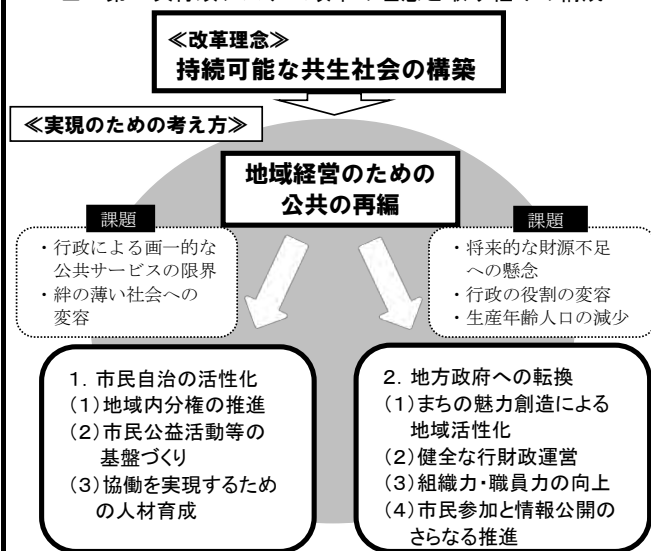 ≪改革理念≫
持続可能な共生社会の構築
≪実現のための考え方≫
地域経営のための
公共の再編
課題
・行政による画一的な
公共サービスの限界
・絆の薄い社会への
変容
課題
・将来的な財源不足
への懸念
・行政の役割の変容
・生産年齢人口の減少
1．市民自治の活性化
（1）地域内分権の推進
（2）市民公益活動等の
基盤づくり
（3）協働を実現するため
の人材育成
2．地方政府への転換
（1）まちの魅力創造による
地域活性化
（2）健全な行財政運営
（3）組織力・職員力の向上
（4）市民参加と情報公開の
さらなる推進